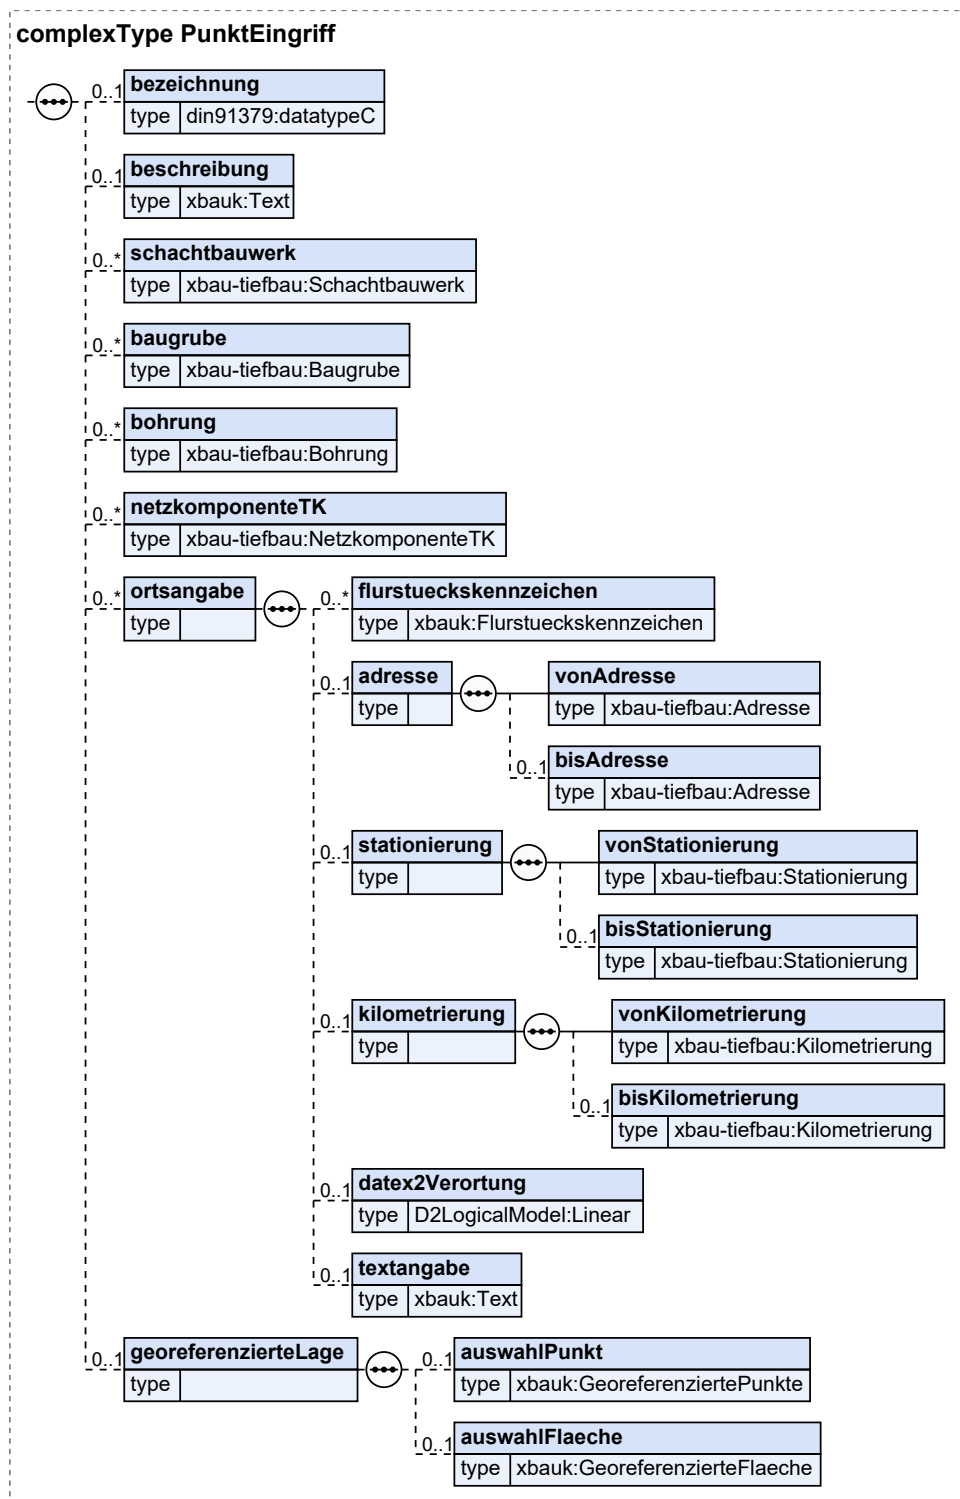 complexType PunktEingriff
0..1 bezeichnung
type din91379:datatypeC
0..1 beschreibung
type xbauk:Text
0..* schachtbauwerk
type xbau-tiefbau:Schachtbauwerk
0..* baugrube
type xbau-tiefbau:Baugrube
0..* bohrung
type xbau-tiefbau:Bohrung
0..* netzkomponenteTK
type xbau-tiefbau:NetzkomponenteTK
0..* ortsangabe 0..* flurstueckskennzeichen
type type xbauk:Flurstueckskennzeichen
0..1 adresse vonAdresse
type type xbau-tiefbau:Adresse
0..1 bisAdresse
type xbau-tiefbau:Adresse
0..1 stationierung vonStationierung
type type xbau-tiefbau:Stationierung
0..1 bisStationierung
type xbau-tiefbau:Stationierung
0..1 kilometrierung vonKilometrierung
type type xbau-tiefbau:Kilometrierung
0..1 bisKilometrierung
type xbau-tiefbau:Kilometrierung
0..1 datex2Verortung
type D2LogicalModel:Linear
0..1 textangabe
type xbauk:Text
0..1 georeferenzierteLage 0..1 auswahlPunkt
type type xbauk:GeoreferenziertePunkte
0..1 auswahlFlaeche
type xbauk:GeoreferenzierteFlaeche